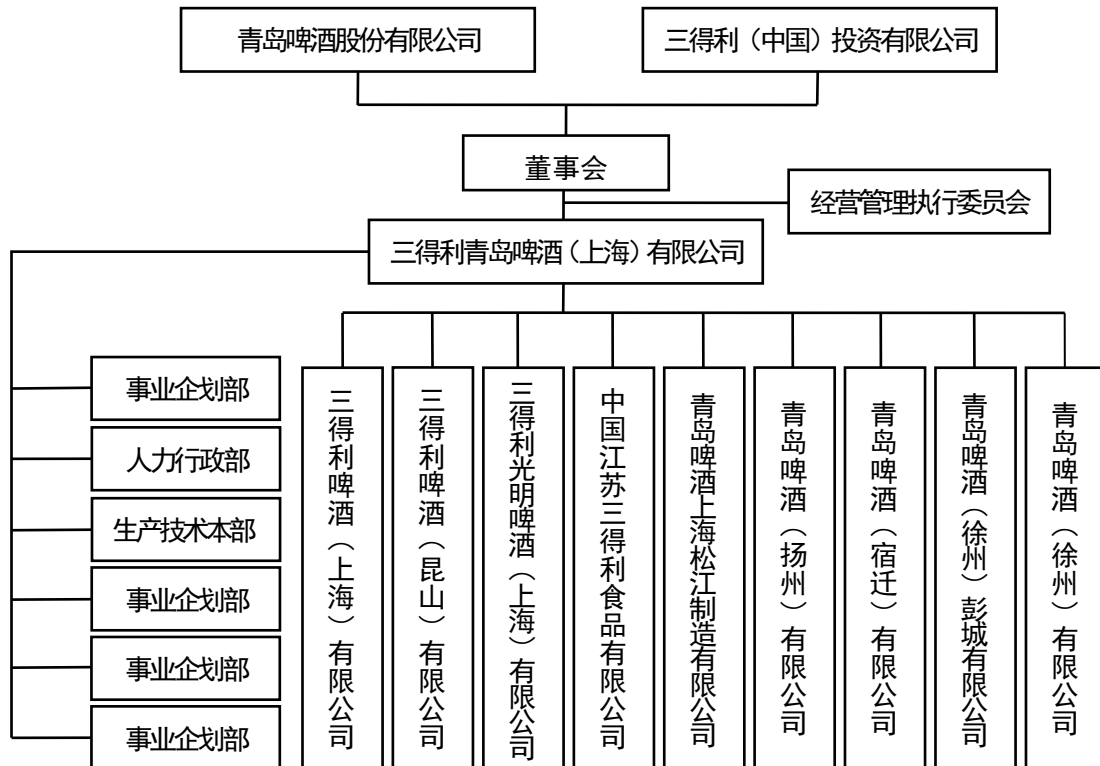 青岛啤酒股份有限公司
三得利（中国）投资有限公司
董事会
经营管理执行委员会
三得利青岛啤酒（上海）有限公司
事业企划部
人力行政部
生产技术本部
事业企划部
事业企划部
事业企划部
三得利啤酒（上海）有限公司
三得利啤酒（昆山）有限公司
三得利光明啤酒（上海）有限公司
中国江苏三得利食品有限公司
青岛啤酒上海松江制造有限公司
青岛啤酒（扬州）有限公司
青岛啤酒（宿迁）有限公司
青岛啤酒（徐州）彭城有限公司
青岛啤酒（徐州）有限公司